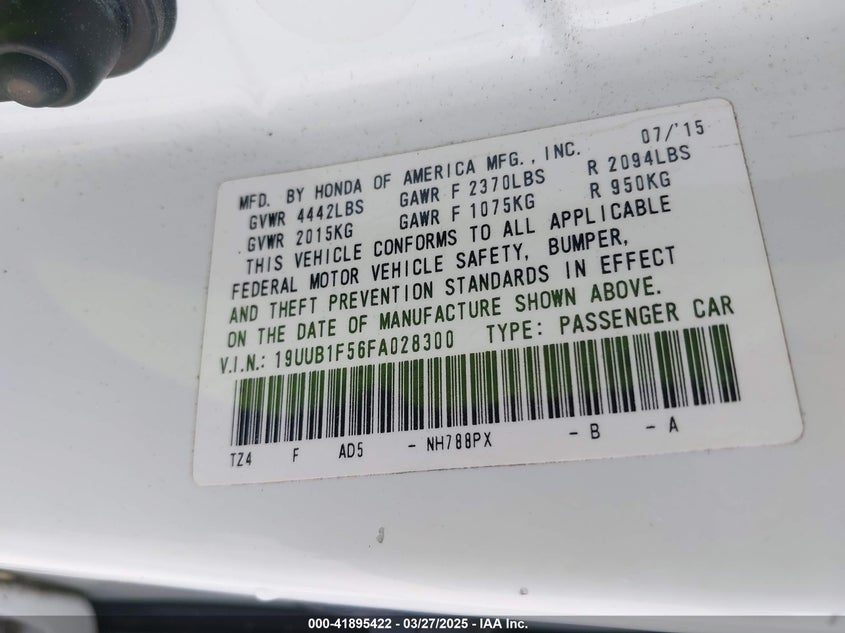 07/'15
MFD. BY HONDA OF AMERICA MFG., INC.
GVWR 4442LBS GAWR F 2370LBS R 2094LBS
GVWR 2015KG GAWR F 1075KG R 950KG
THIS VEHICLE CONFORMS TO ALL APPLICABLE
FEDERAL MOTOR VEHICLE SAFETY, BUMPER,
AND THEFT PREVENTION STANDARDS IN EFFECT
ON THE DATE OF MANUFACTURE SHOWN ABOVE.
V.I.N.: 19UUB1F56FA028300 TYPE: PASSENGER CAR
TZ4 F AD5 - NH788PX - B - A
000-41895422 — 03/27/2025 — IAA Inc.